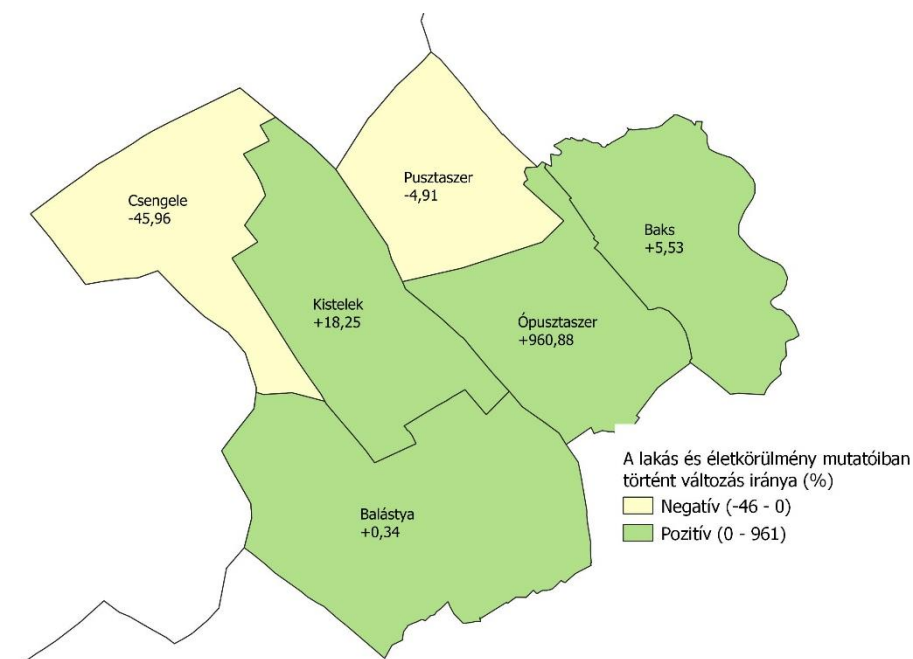 Pusztaszer
-4,91
Csengele
-45,96
Baks
+5,53
Kistelek
+18,25
Ópusztaszer
+960,88
Balástya
+0,34
A lakás és életkörülmény mutatóiban
történt változás iránya (%)
Negatív (-46 - 0)
Pozitív (0 - 961)